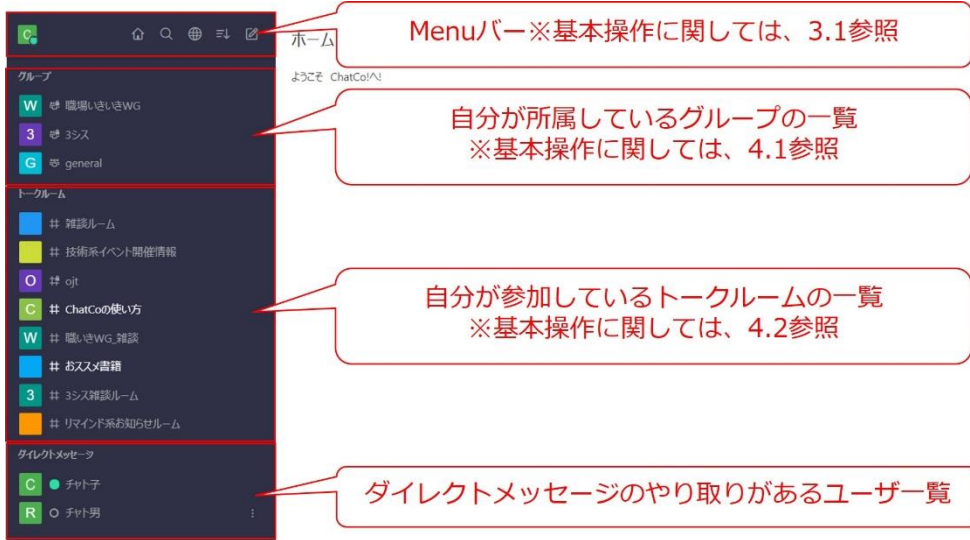 C
ホーム
Menuバー※基本操作に関しては、3.1参照
ようこそ ChatCo!へ!
グループ
W 職場いきいきWG
3 3シス
G general
自分が所属しているグループの一覧
※基本操作に関しては、4.1参照
トークルーム
# 雑談ルーム
# 技術系イベント開催情報
O # ojt
C # ChatCoの使い方
W # 職いきWG_雑談
# おススメ書籍
3 # 3シス雑談ルーム
# リマインド系お知らせルーム
自分が参加しているトークルームの一覧
※基本操作に関しては、4.2参照
ダイレクトメッセージ
C チャト子
R チャト男
ダイレクトメッセージのやり取りがあるユーザ一覧